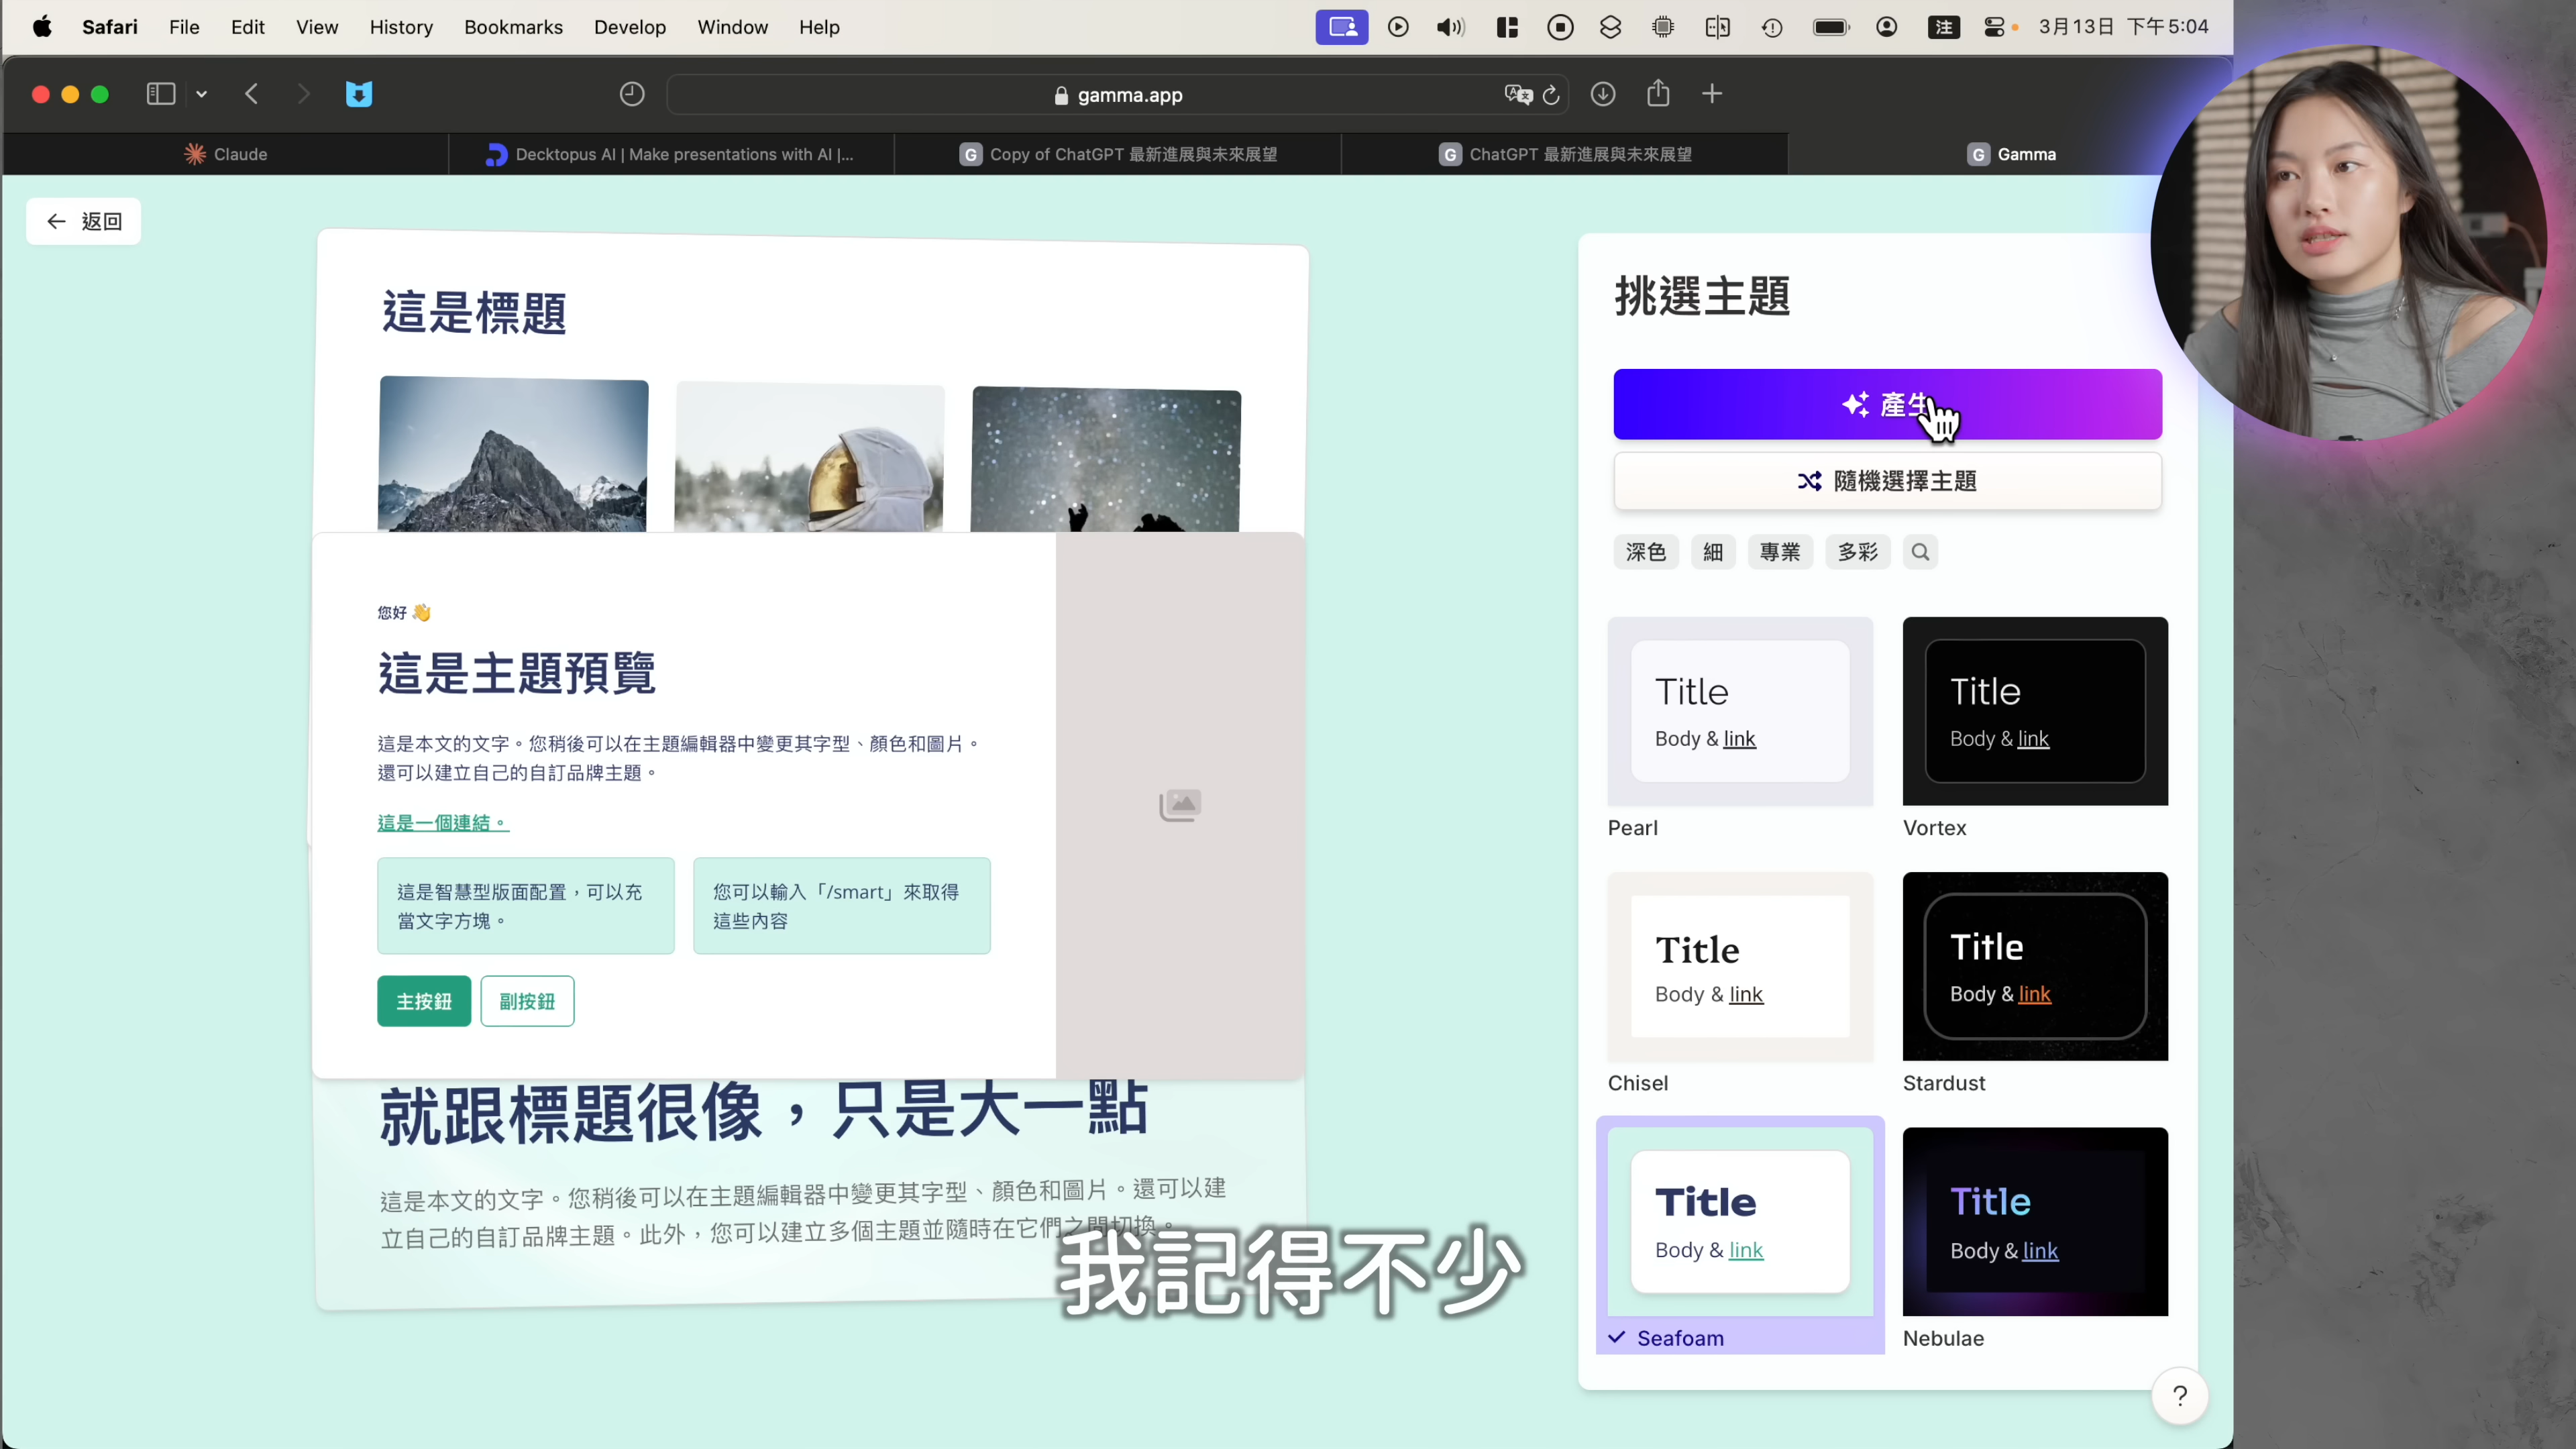 Safari File Edit View History Bookmarks Develop Window Help 注 3月13日 下午5:04
gamma.app
Claude
Decktopus AI | Make presentations with AI |...
G Copy of ChatGPT 最新進展與未來展望
G ChatGPT 最新進展與未來展望
G Gamma
返回
這是標題
您好 👋
這是主題預覽
這是本文的文字。您稍後可以在主題編輯器中變更其字型、顏色和圖片。
還可以建立自己的自訂品牌主題。
這是一個連結。
這是智慧型版面配置，可以充
當文字方塊。
您可以輸入「/smart」來取得
這些內容
主按鈕 副按鈕
就跟標題很像，只是大一點
這是本文的文字。您稍後可以在主題編輯器中變更其字型、顏色和圖片。還可以建
立自己的自訂品牌主題。此外，您可以建立多個主題並隨時在它們之間切換。
挑選主題
產生
隨機選擇主題
深色 細 專業 多彩
Title
Body & link
Pearl
Title
Body & link
Vortex
Title
Body & link
Chisel
Title
Body & link
Stardust
Title
Body & link
Seafoam
Title
Body & link
Nebulae
?
我記得不少